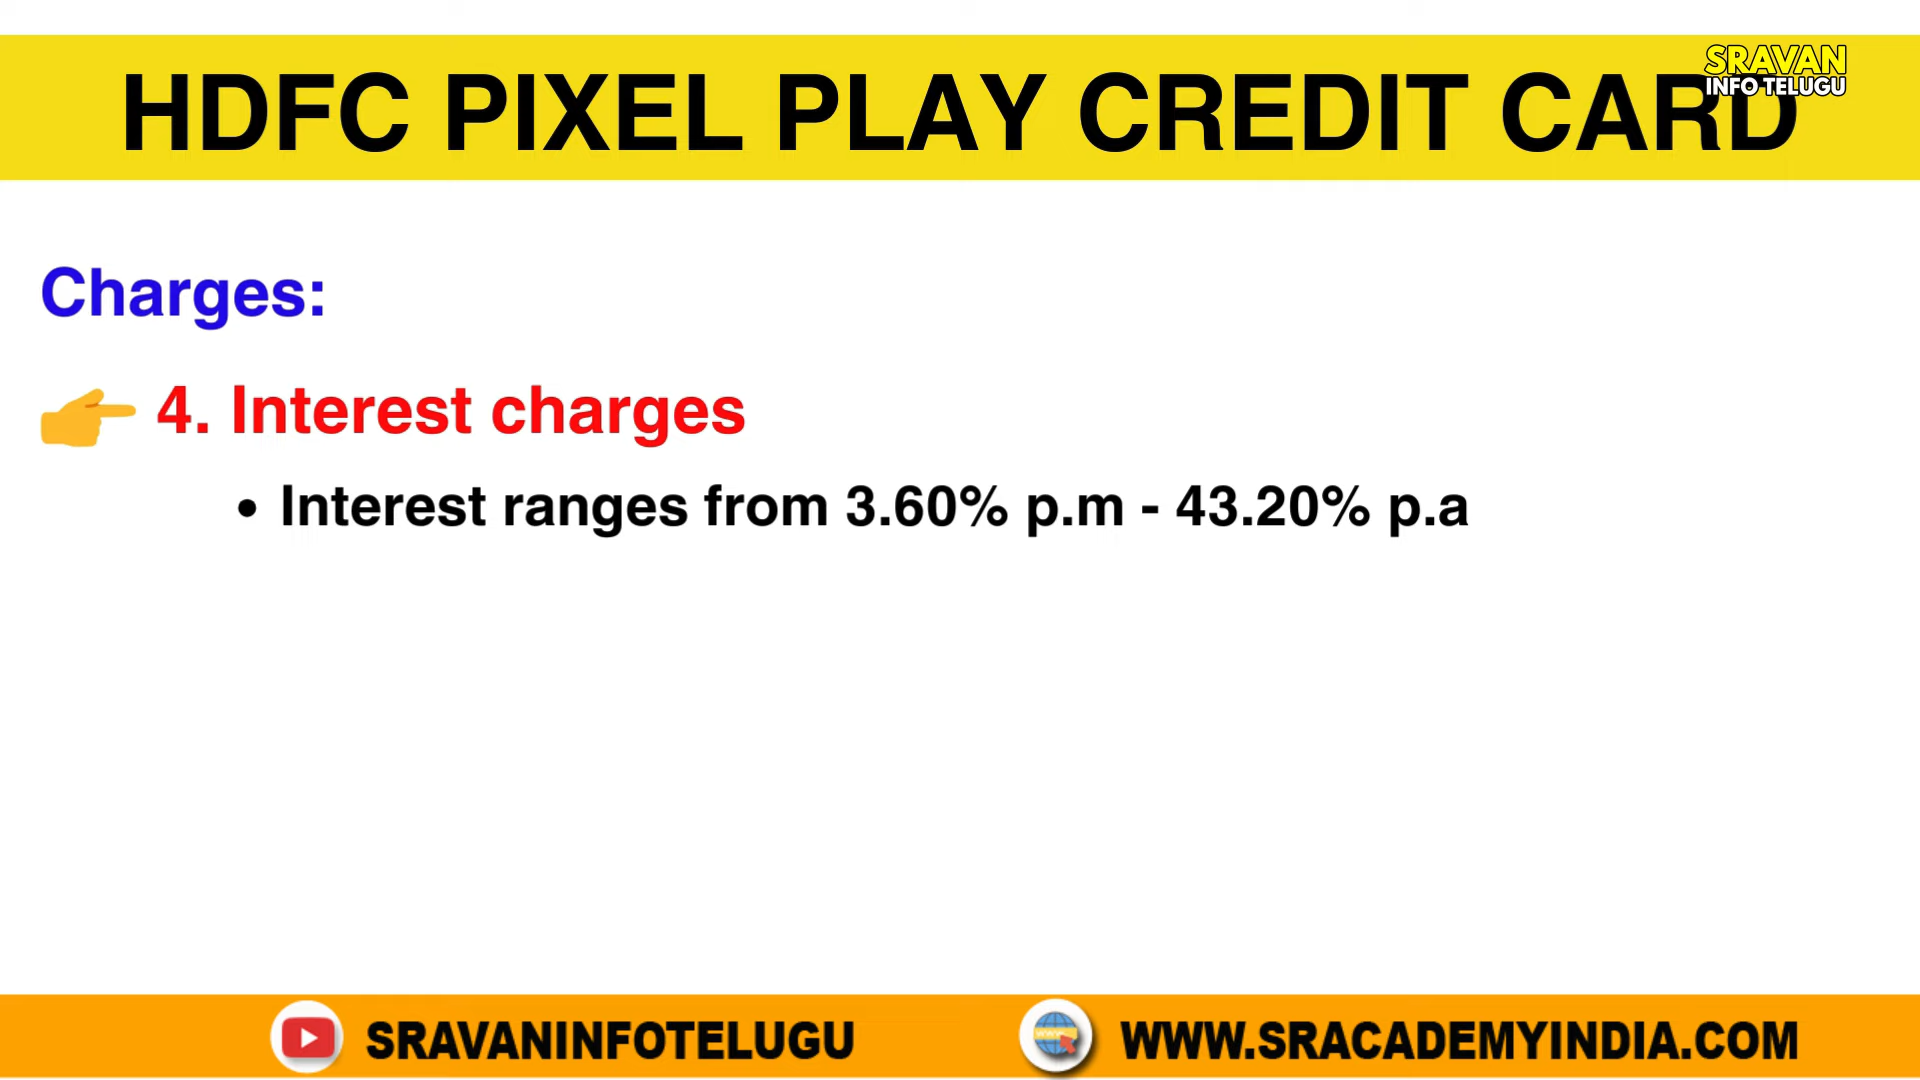 SRAVAN
INFO TELUGU
HDFC PIXEL PLAY CREDIT CARD
Charges:
👉 4. Interest charges
• Interest ranges from 3.60% p.m - 43.20% p.a
SRAVANINFOTELUGU
WWW.SRACADEMYINDIA.COM